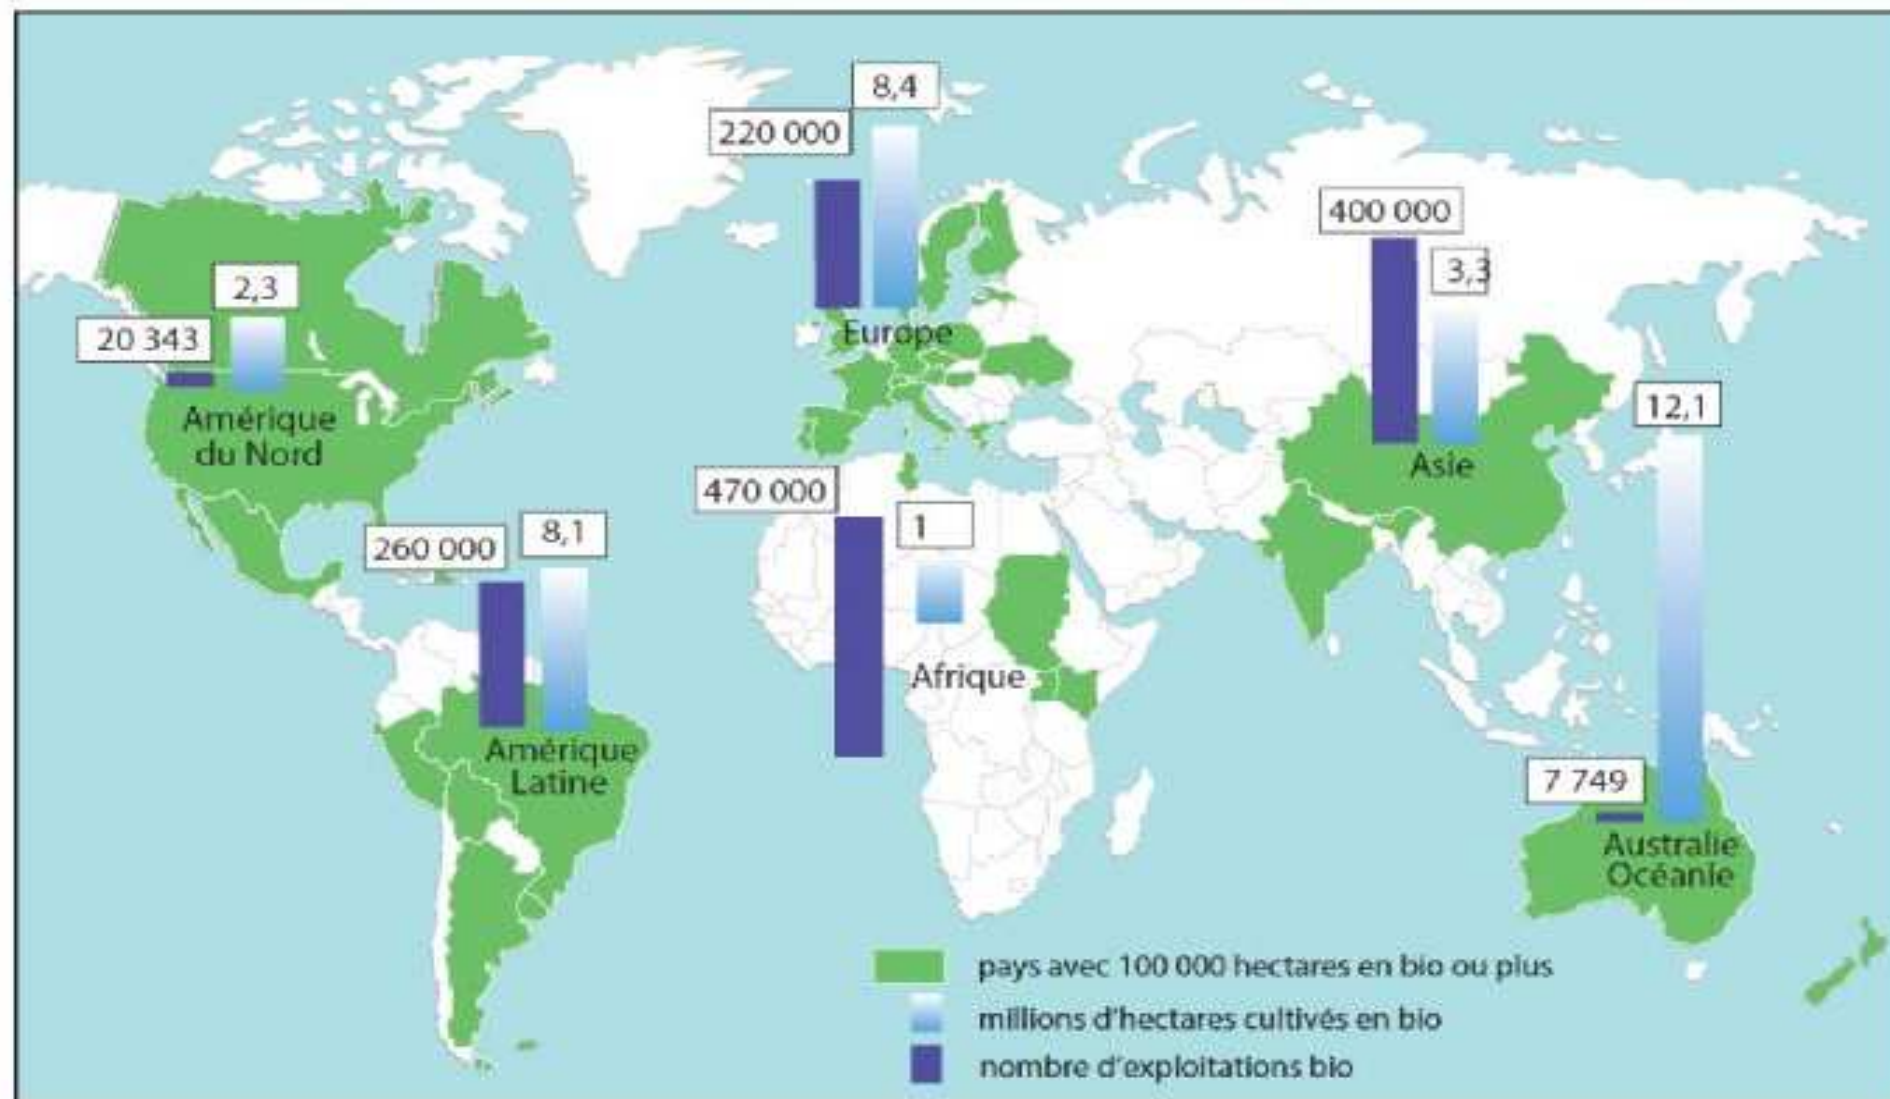 8,4
220 000
400 000
3,3
2,3
20 343
Europe
12,1
Amérique
du Nord
Asie
470 000
1
260 000
8,1
Afrique
Amérique
Latine
7 749
Australie
Océanie
pays avec 100 000 hectares en bio ou plus
millions d'hectares cultivés en bio
nombre d'exploitations bio